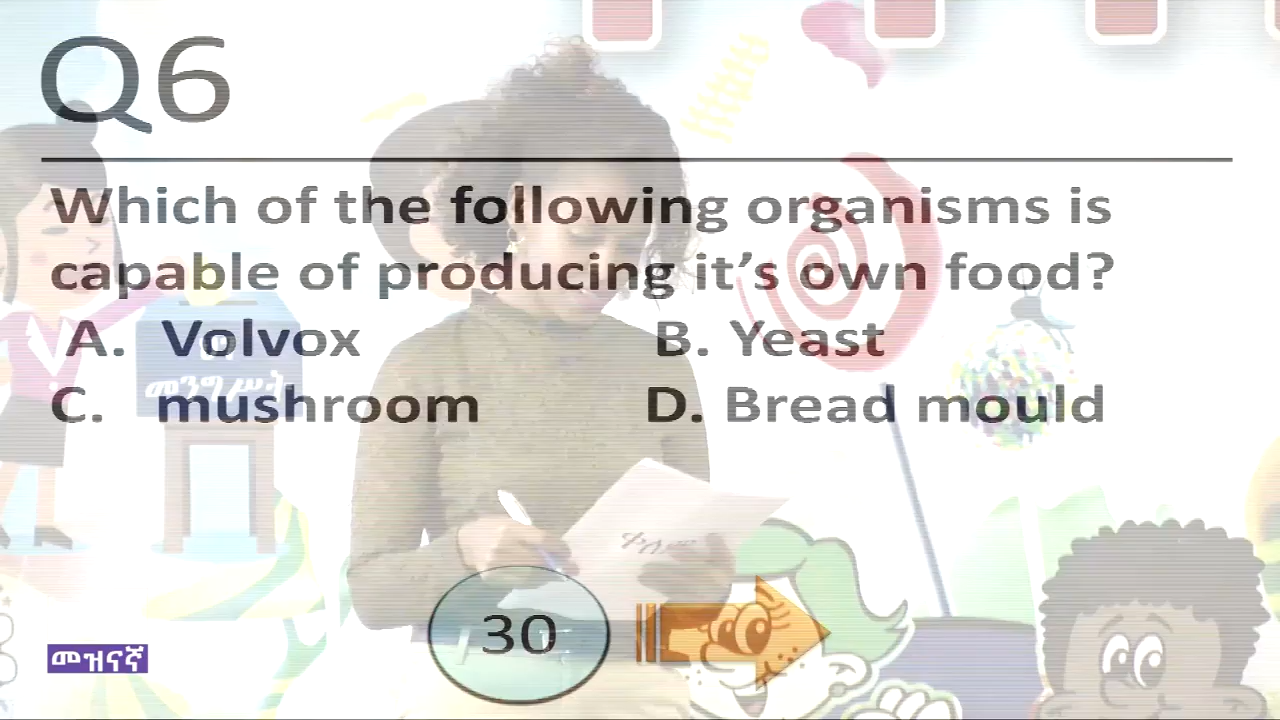 Q6
Which of the following organisms is
capable of producing it’s own food?
A. Volvox B. Yeast
C. mushroom D. Bread mould
መንግሥት
30
መዝናኛ